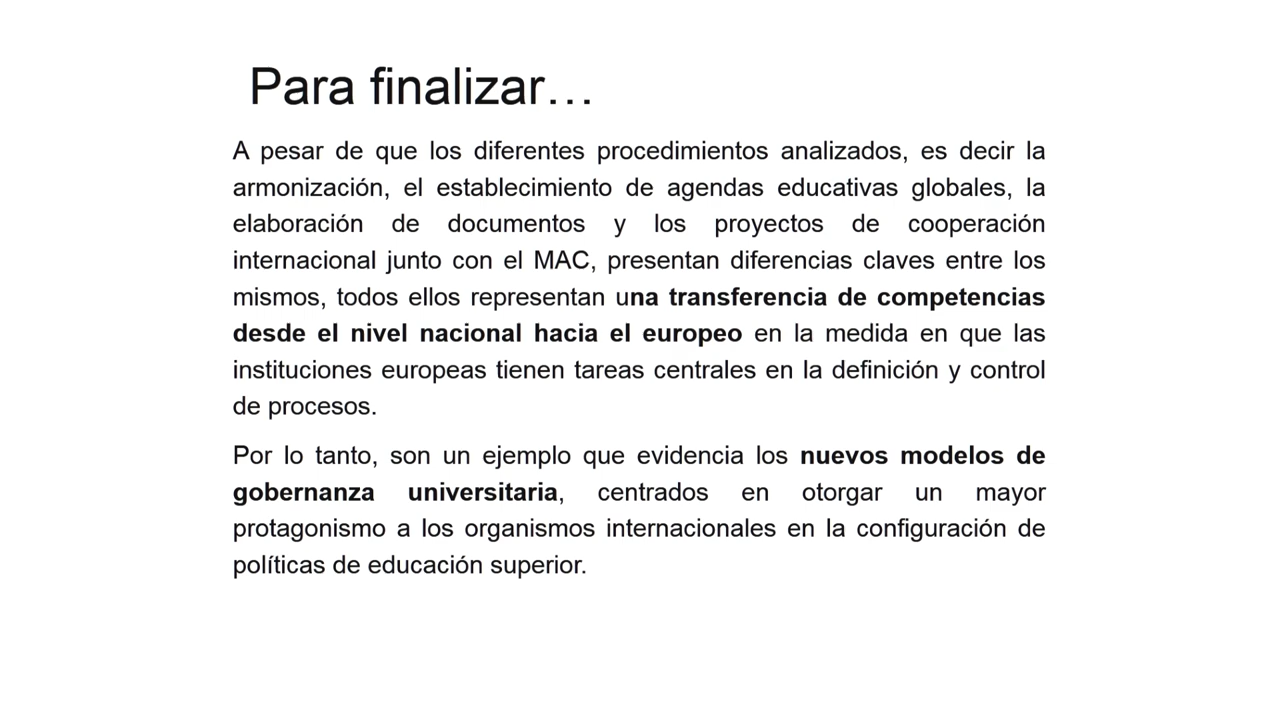 Para finalizar…
A pesar de que los diferentes procedimientos analizados, es decir la
armonización, el establecimiento de agendas educativas globales, la
elaboración de documentos y los proyectos de cooperación
internacional junto con el MAC, presentan diferencias claves entre los
mismos, todos ellos representan una transferencia de competencias
desde el nivel nacional hacia el europeo en la medida en que las
instituciones europeas tienen tareas centrales en la definición y control
de procesos.
Por lo tanto, son un ejemplo que evidencia los nuevos modelos de
gobernanza universitaria, centrados en otorgar un mayor
protagonismo a los organismos internacionales en la configuración de
políticas de educación superior.